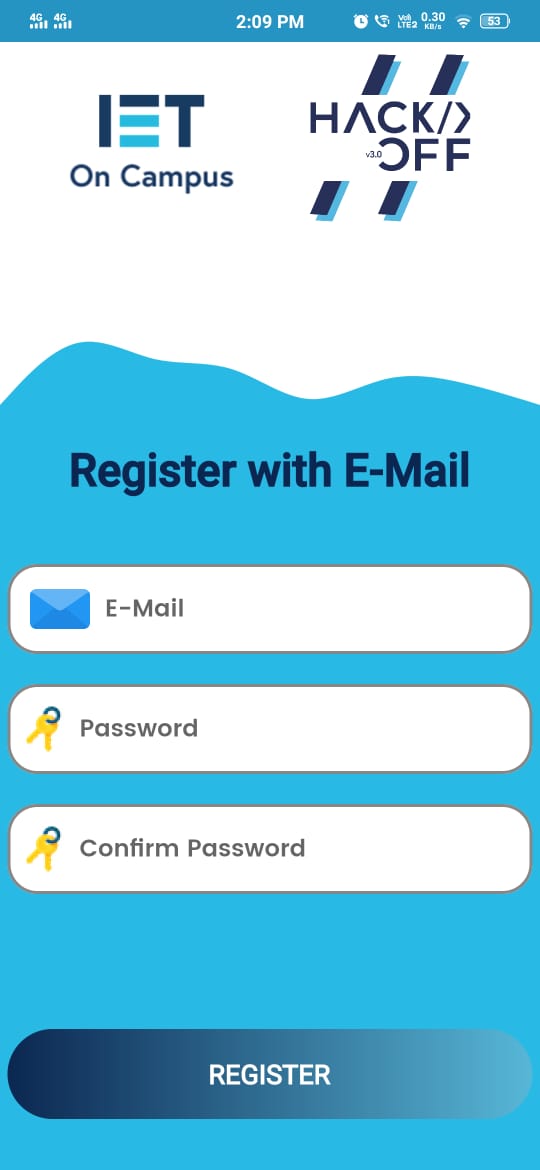 4G 4G 2:09 PM VoD LTE2 0.30 KB/s 53
IET
On Campus
HACK/>
v3.0 OFF
Register with E-Mail
E-Mail
Password
Confirm Password
REGISTER